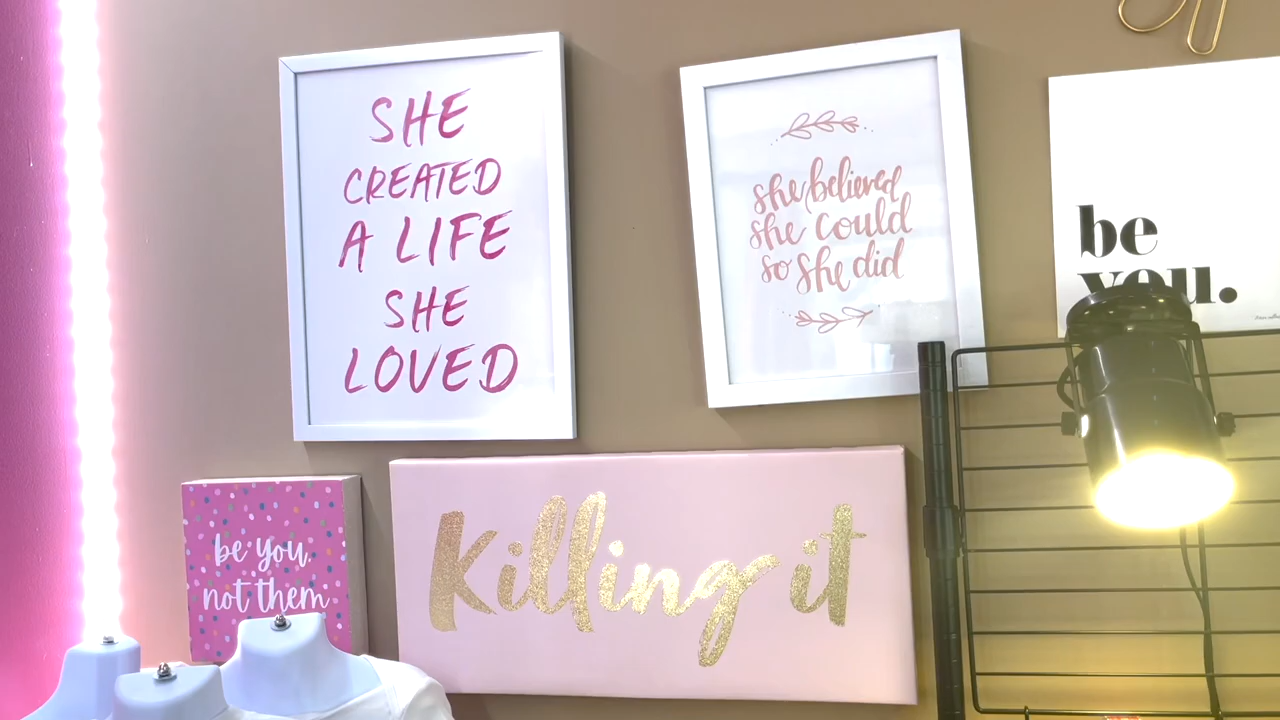 SHE
CREATED
A LIFE
SHE
LOVED
she believed
she could
so she did
be
you.
be you,
not them
Killing it